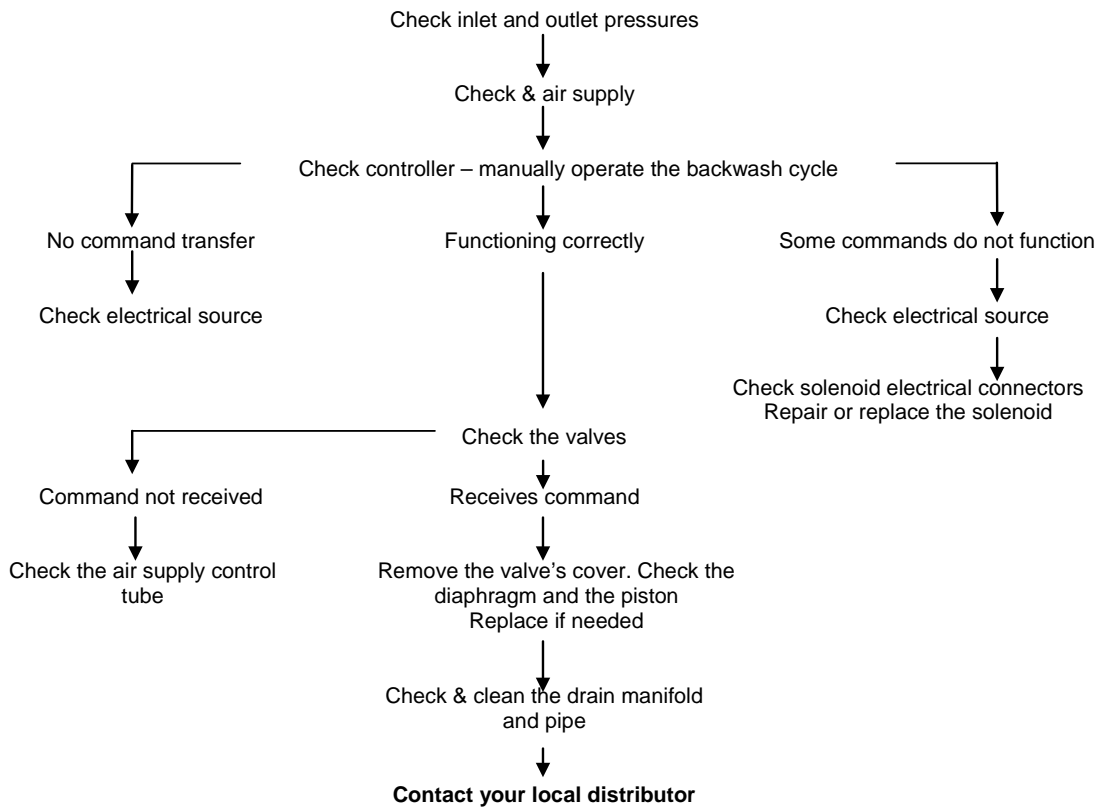 Check inlet and outlet pressures
Check & air supply
Check controller – manually operate the backwash cycle
No command transfer
Functioning correctly
Some commands do not function
Check electrical source
Check electrical source
Check solenoid electrical connectors
Repair or replace the solenoid
Check the valves
Command not received
Receives command
Check the air supply control
tube
Remove the valve’s cover. Check the
diaphragm and the piston
Replace if needed
Check & clean the drain manifold
and pipe
Contact your local distributor